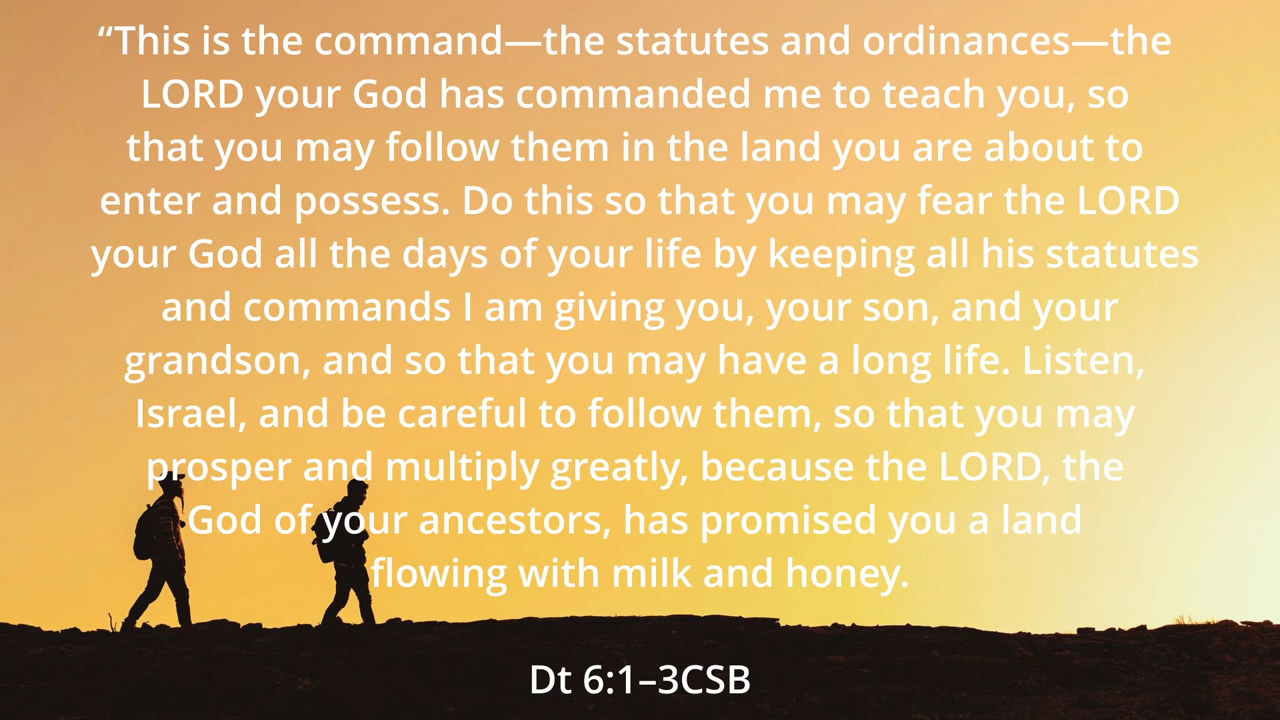 “This is the command—the statutes and ordinances—the
LORD your God has commanded me to teach you, so
that you may follow them in the land you are about to
enter and possess. Do this so that you may fear the LORD
your God all the days of your life by keeping all his statutes
and commands I am giving you, your son, and your
grandson, and so that you may have a long life. Listen,
Israel, and be careful to follow them, so that you may
prosper and multiply greatly, because the LORD, the
God of your ancestors, has promised you a land
flowing with milk and honey.
Dt 6:1–3CSB